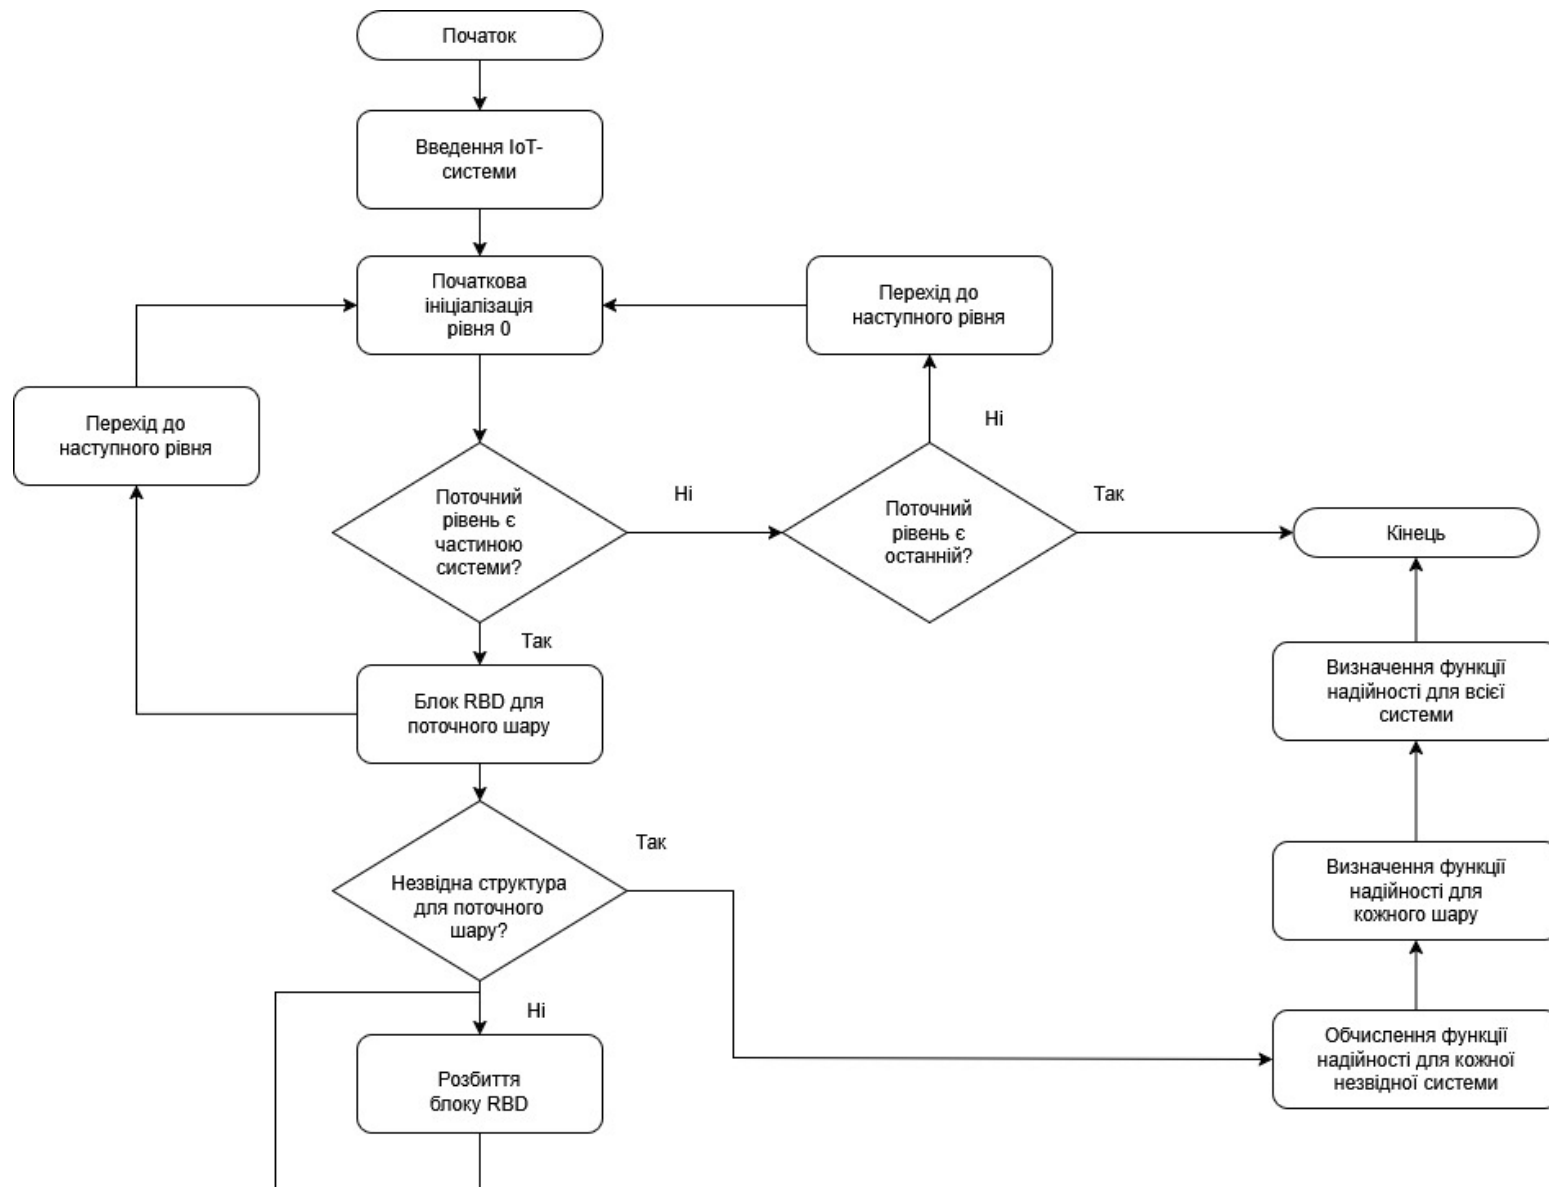 Початок
Введення IoT-
системи
Початкова
ініціалізація
рівня 0
Перехід до
наступного рівня
Перехід до
наступного рівня
Ні
Поточний
рівень є
частиною
системи?
Ні
Поточний
рівень є
останній?
Так
Кінець
Так
Блок RBD для
поточного шару
Визначення функції
надійності для всієї
системи
Незвідна структура
для поточного
шару?
Так
Визначення функції
надійності для
кожного шару
Ні
Розбиття
блоку RBD
Обчислення функції
надійності для кожної
незвідної системи